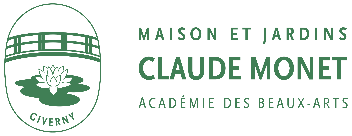 MAISON ET JARDINS
CLAUDE MONET
ACADÉMIE DES BEAUX-ARTS
GIVERNY